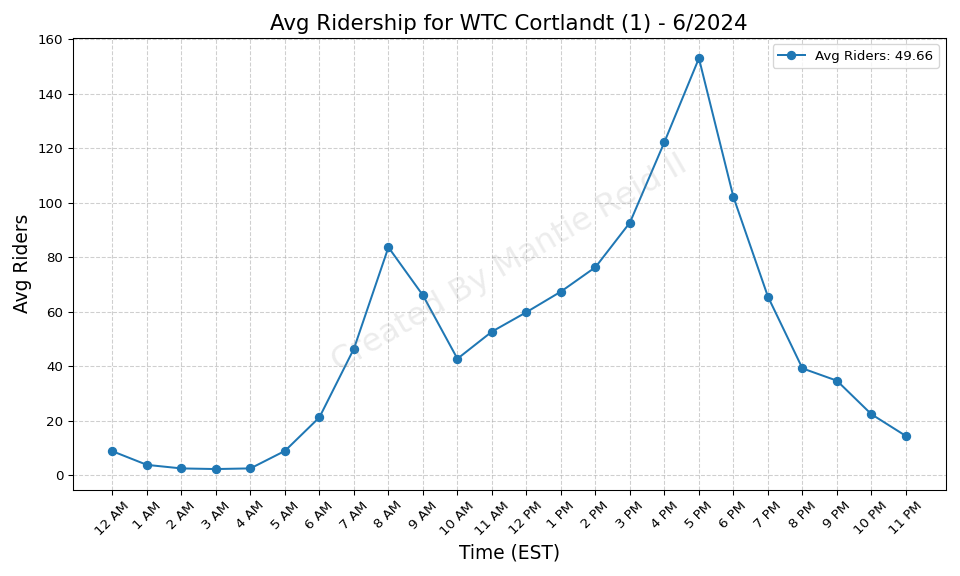 Avg Ridership for WTC Cortlandt (1) - 6/2024
Avg Riders: 49.66
Avg Riders
160
140
120
100
80
60
40
20
0
Created By Mantle Reid II
12 AM
1 AM
2 AM
3 AM
4 AM
5 AM
6 AM
7 AM
8 AM
9 AM
10 AM
11 AM
12 PM
1 PM
2 PM
3 PM
4 PM
5 PM
6 PM
7 PM
8 PM
9 PM
10 PM
11 PM
Time (EST)